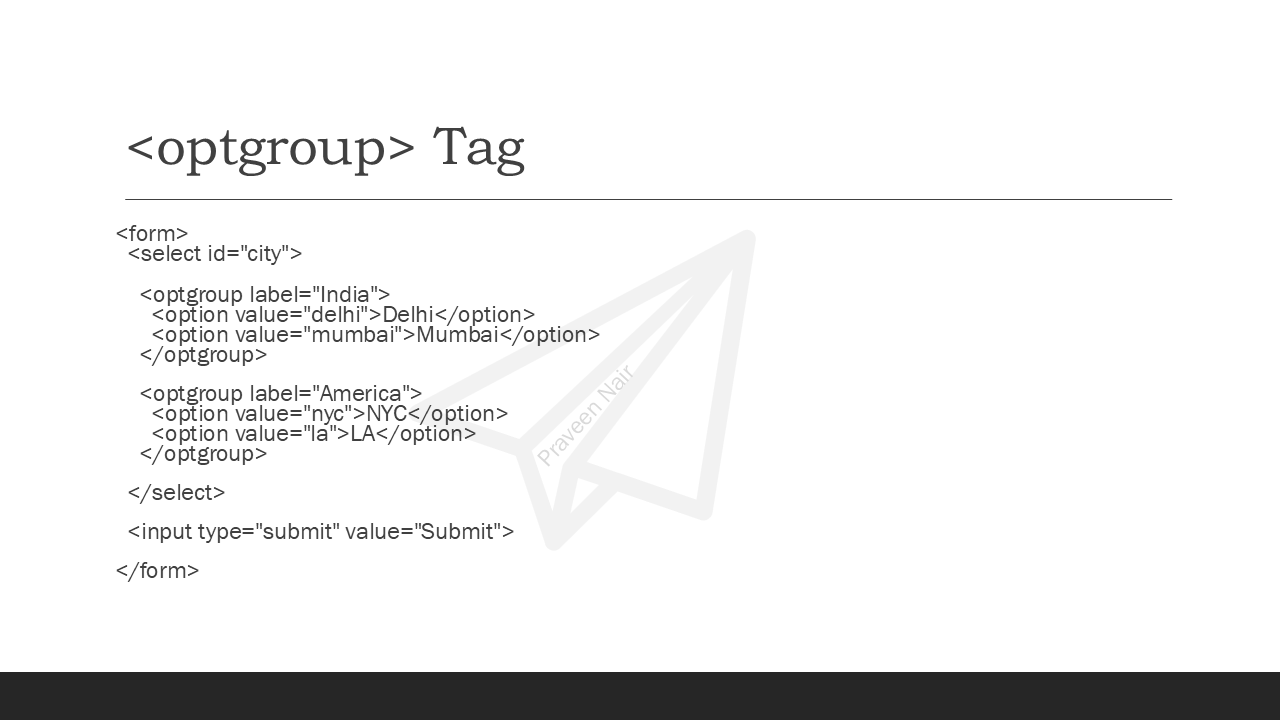 <optgroup> Tag
<form>
<select id="city">
<optgroup label="India">
<option value="delhi">Delhi</option>
<option value="mumbai">Mumbai</option>
</optgroup>
<optgroup label="America">
<option value="nyc">NYC</option>
<option value="la">LA</option>
</optgroup>
</select>
<input type="submit" value="Submit">
</form>
Praveen Nair